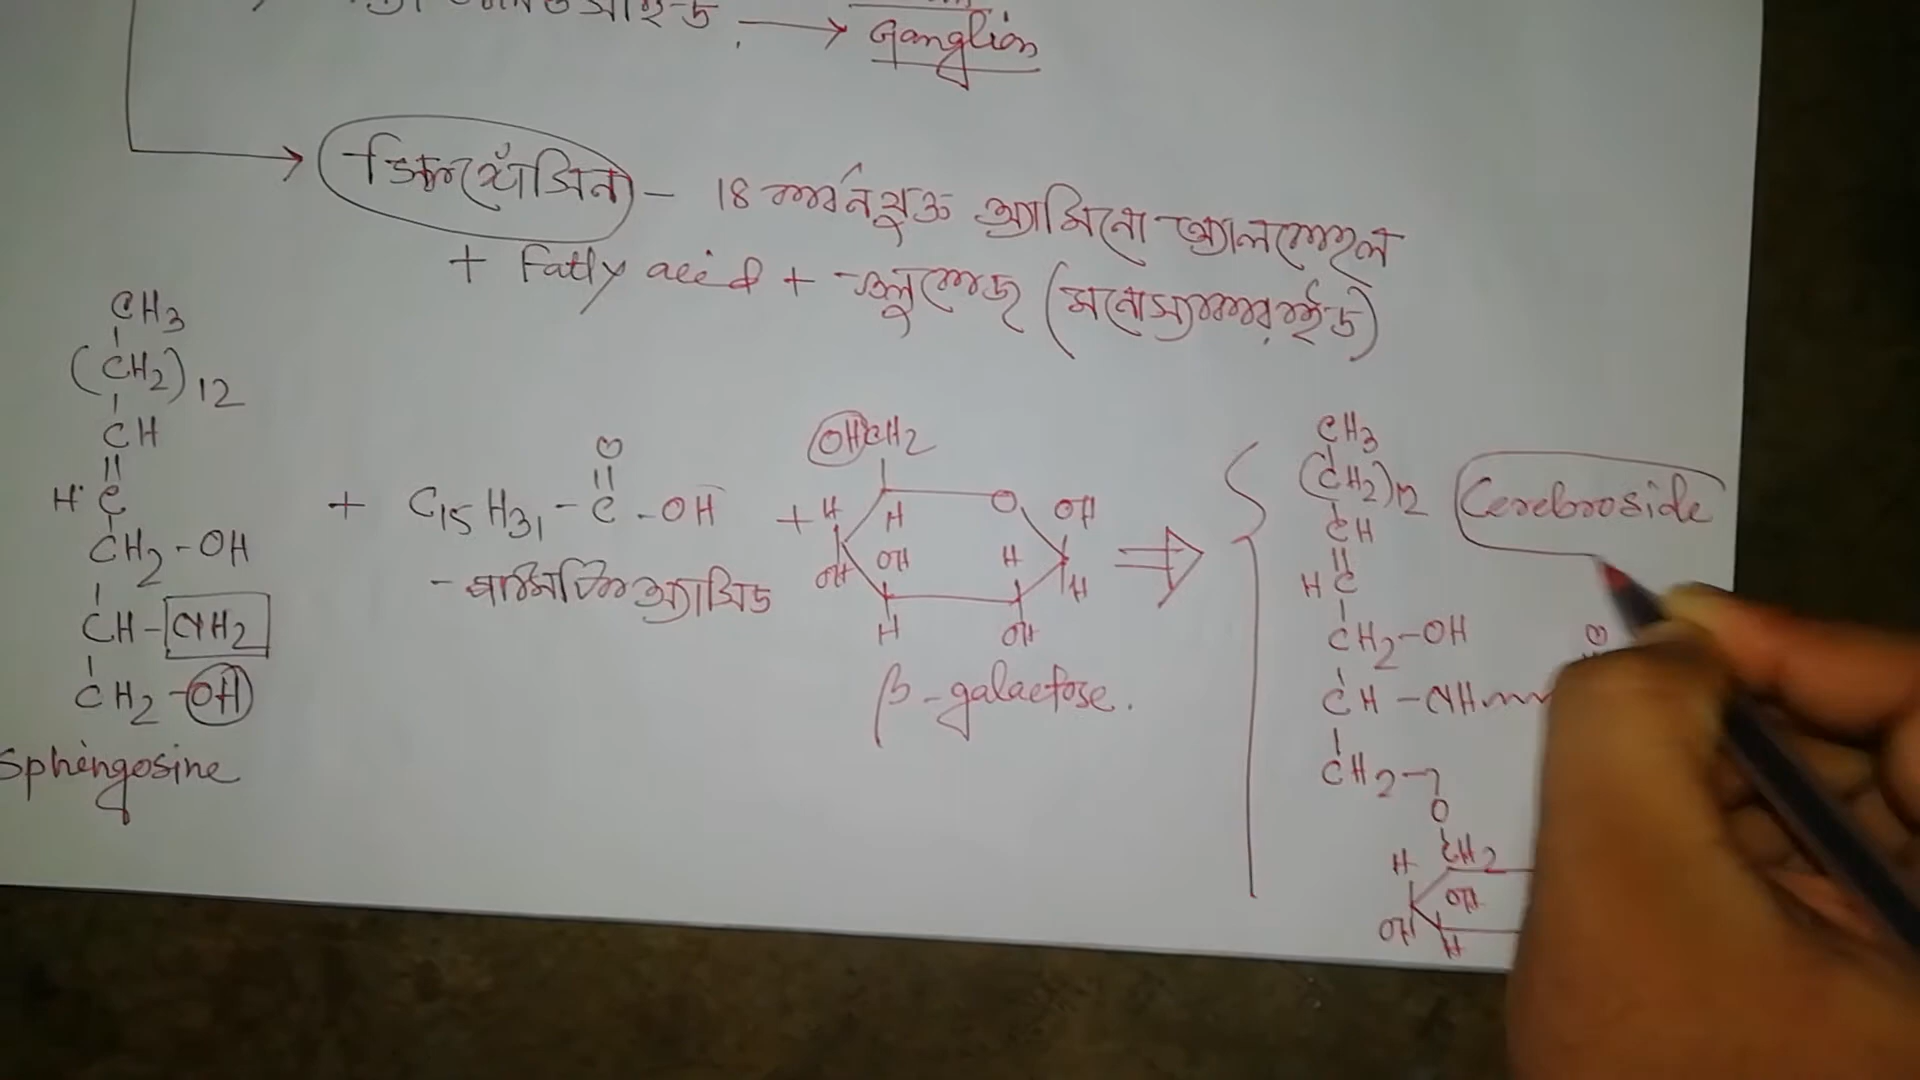 Ganglion
স্ফিংগোঁসিন - 18 কার্বনযুক্ত অ্যামিনো অ্যালকোহল
+ Fatty acid + গ্লুকোজ (মনোস্যাকারাইড)
CH3
(CH2)12
CH
H C
CH2-OH
CH-NH2
CH2-OH
Sphingosine
+ C15H31-C-OH
O
পামিটিক অ্যাসিড
+
OHCH2
H H O OH
OH OH H H
H OH
β-galactose.
CH3
(CH2)12
CH
H C
CH2-OH
CH-NH
CH2
O
H CH2
OH
OH H
Cerebroside
O